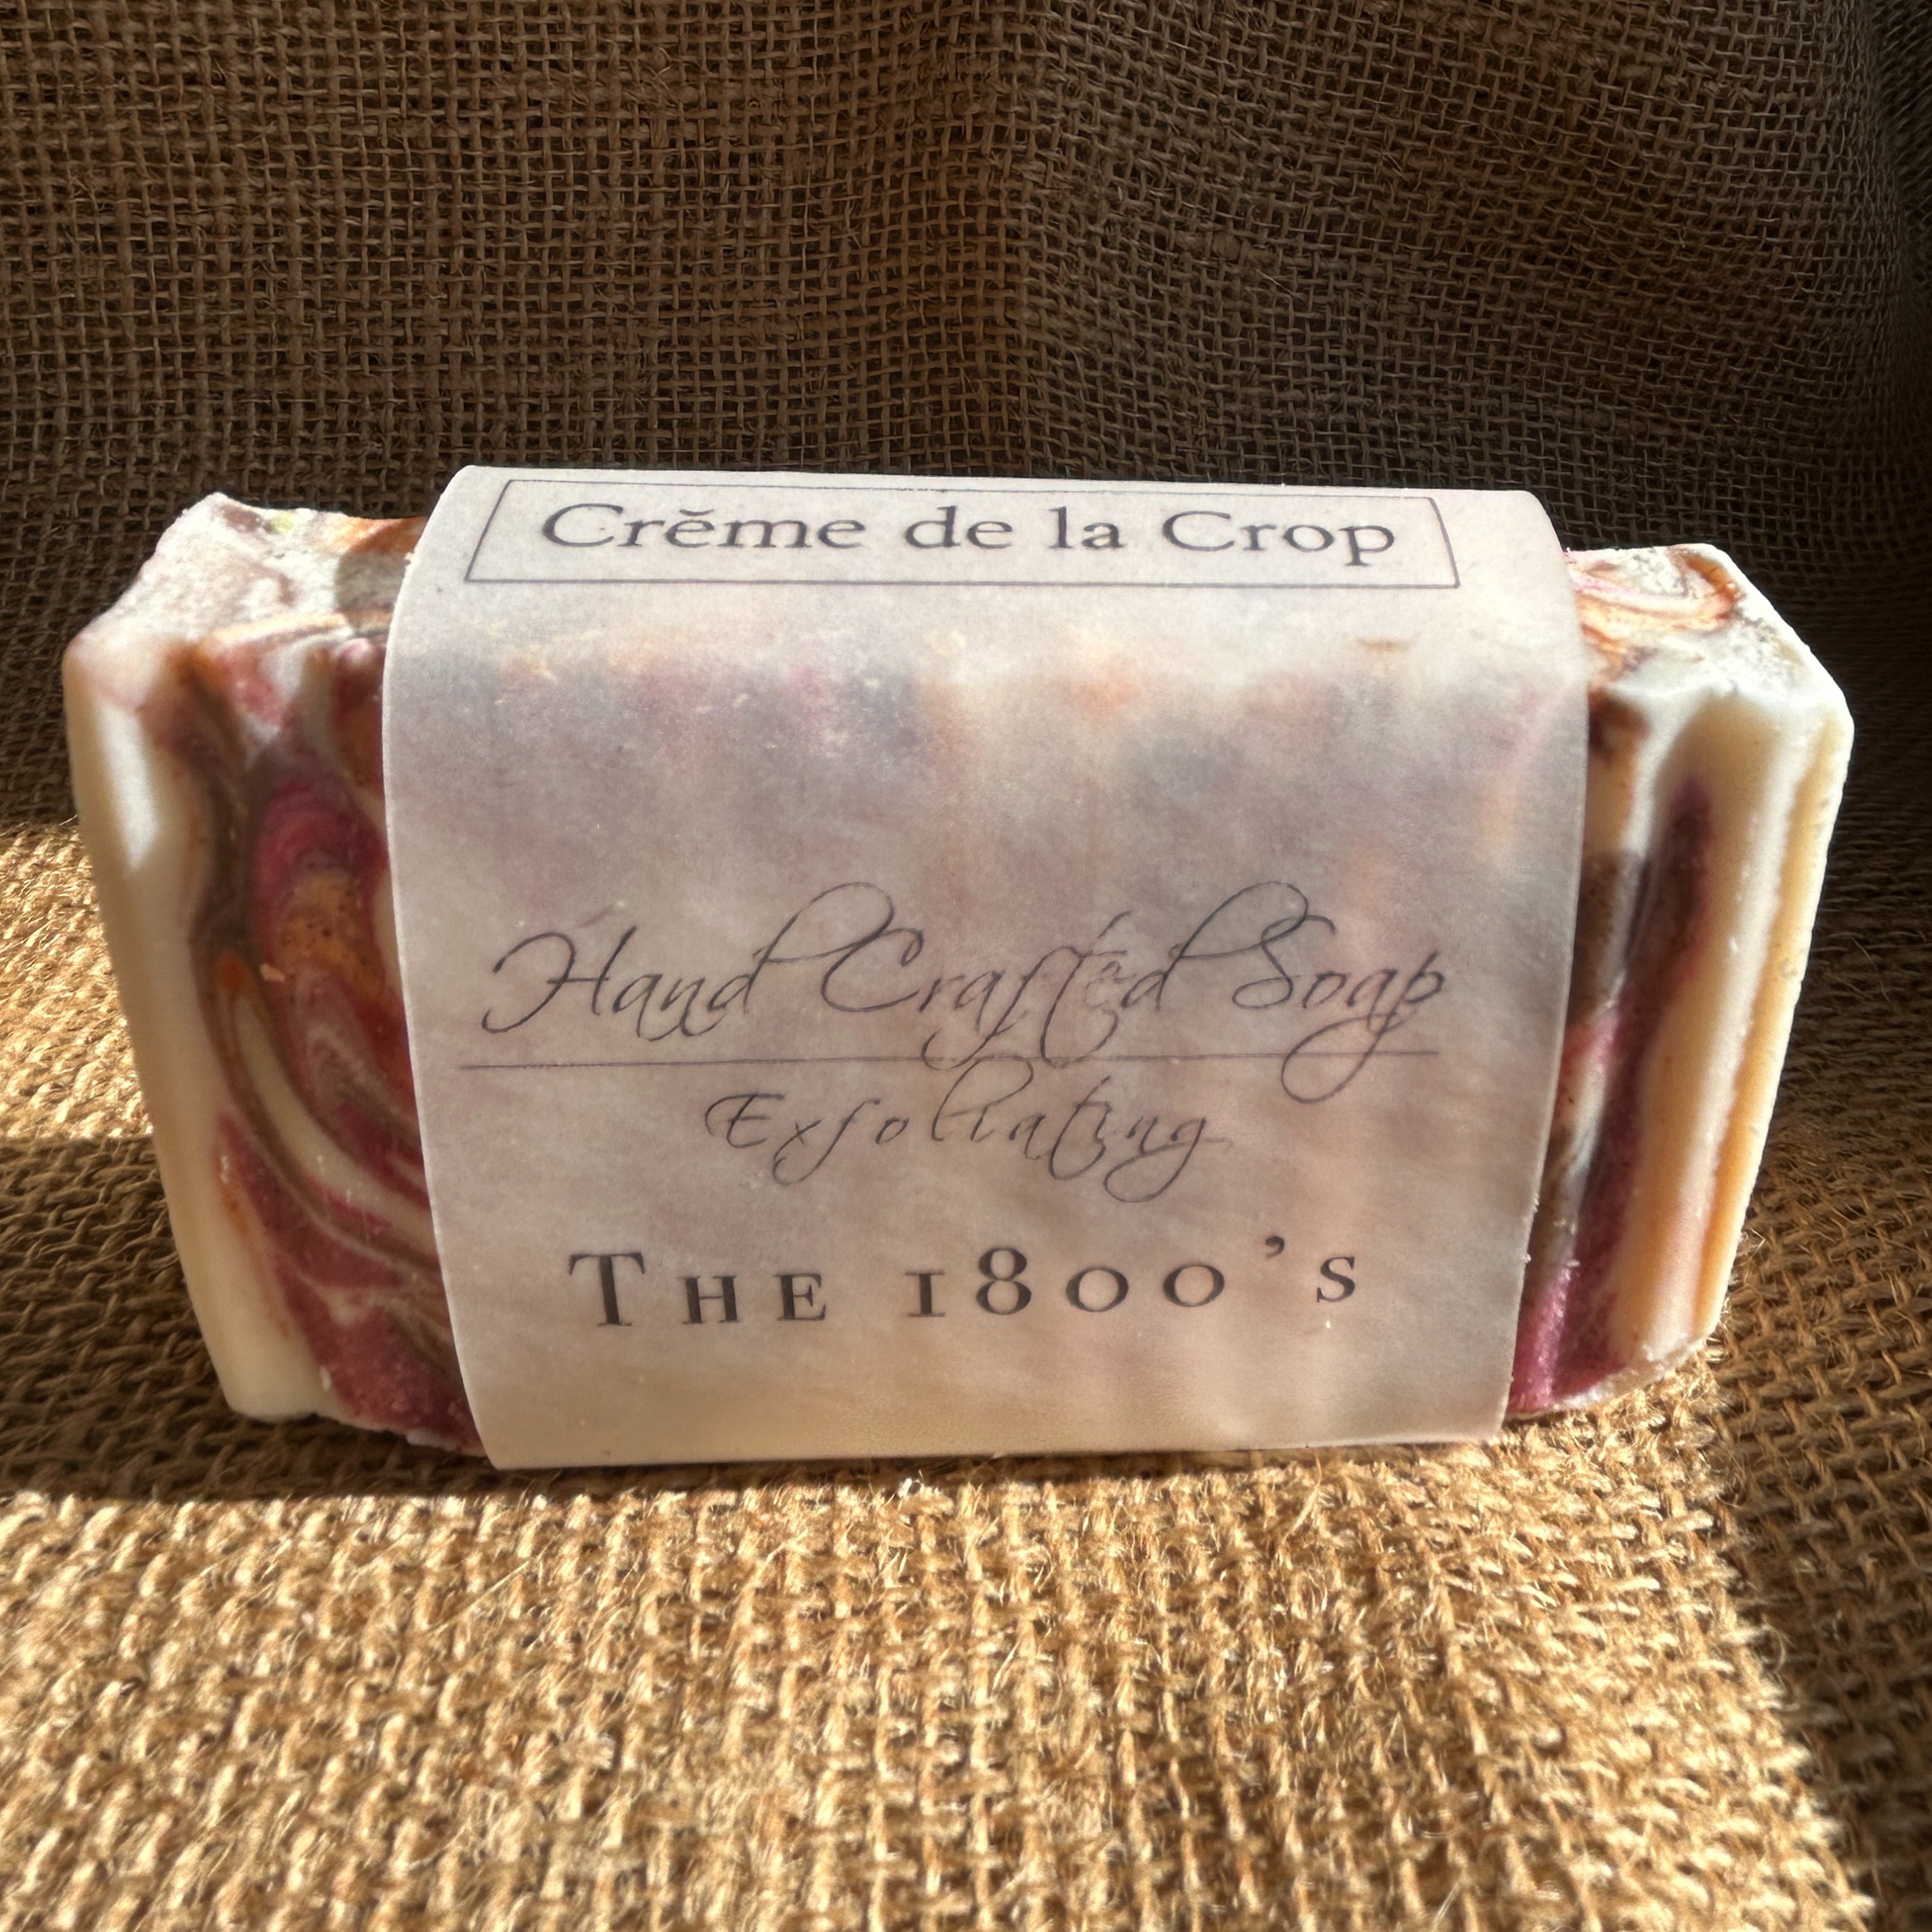 Crĕme de la Crop
Hand Crafted Soap
Exfoliating
THE 1800's